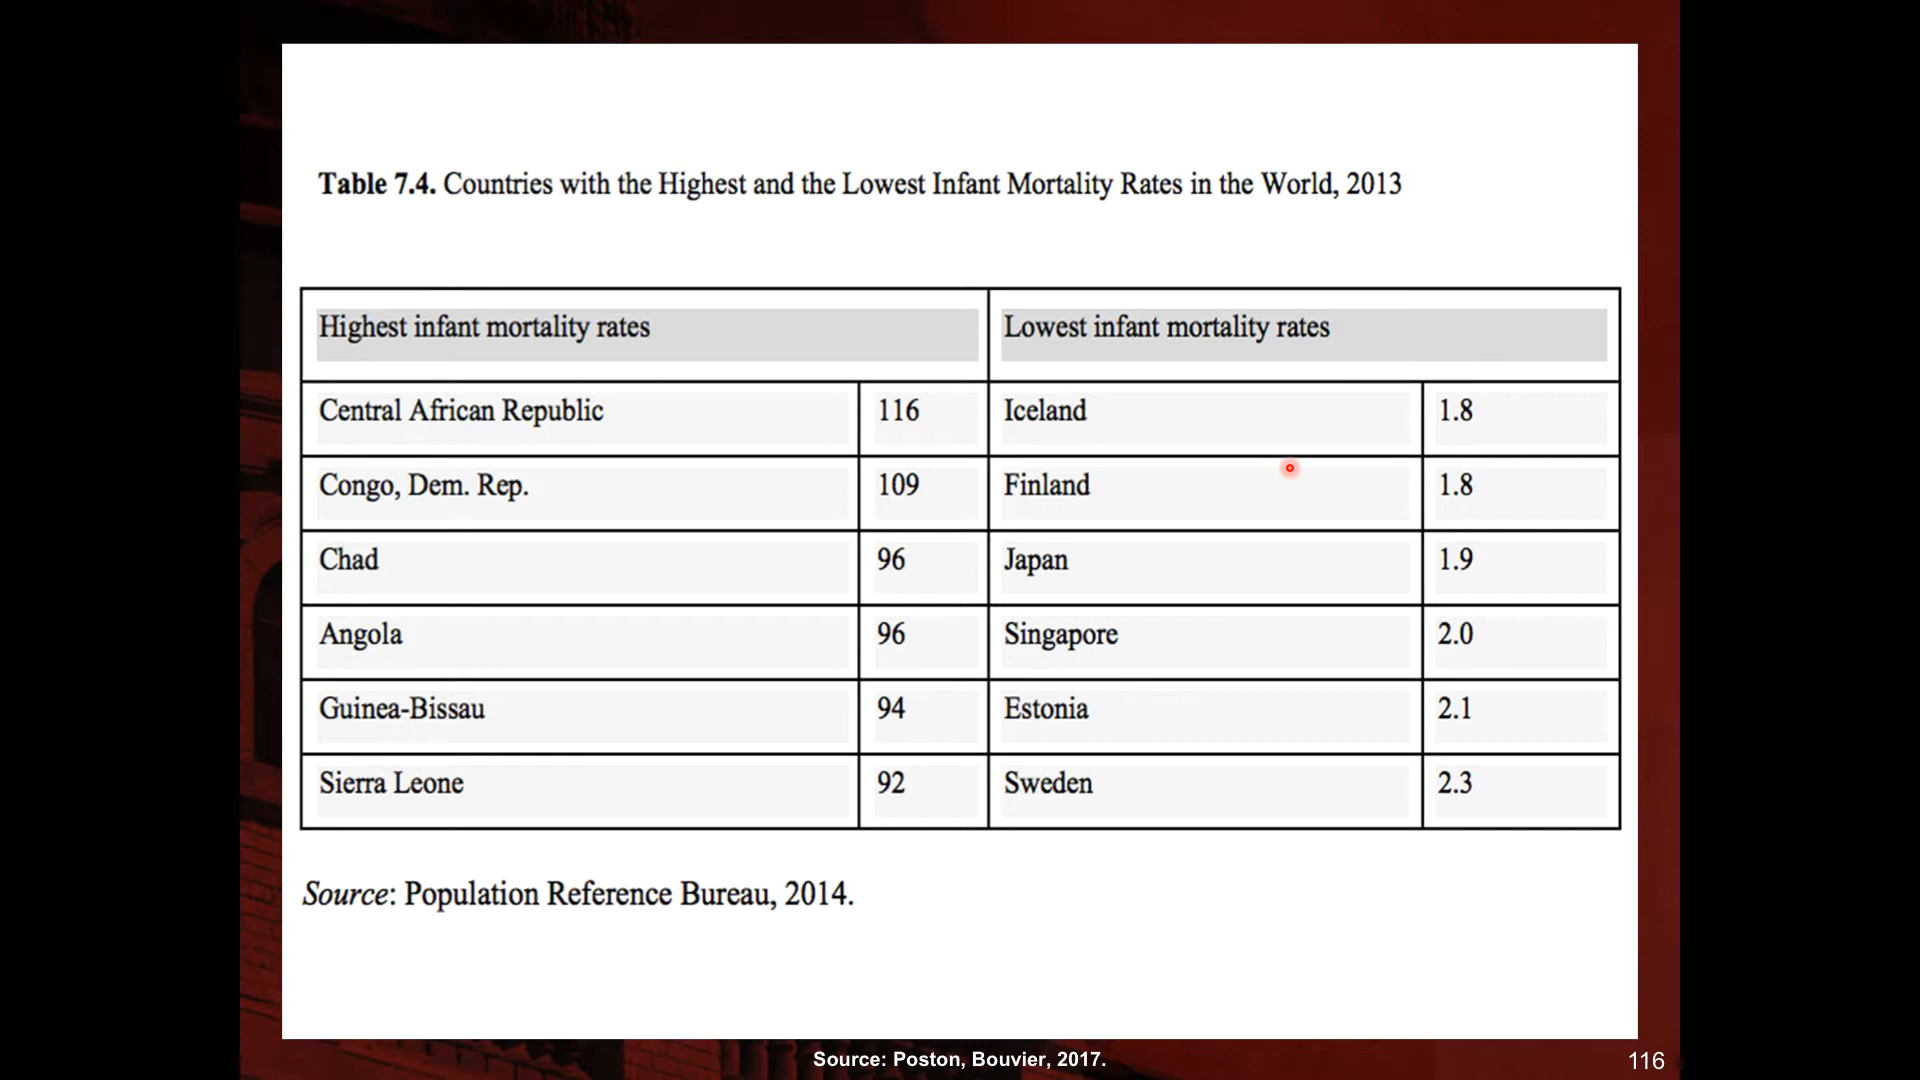 Table 7.4. Countries with the Highest and the Lowest Infant Mortality Rates in the World, 2013
Highest infant mortality rates Lowest infant mortality rates
Central African Republic 116 Iceland 1.8
Congo, Dem. Rep. 109 Finland 1.8
Chad 96 Japan 1.9
Angola 96 Singapore 2.0
Guinea-Bissau 94 Estonia 2.1
Sierra Leone 92 Sweden 2.3
Source: Population Reference Bureau, 2014.
Source: Poston, Bouvier, 2017.
116